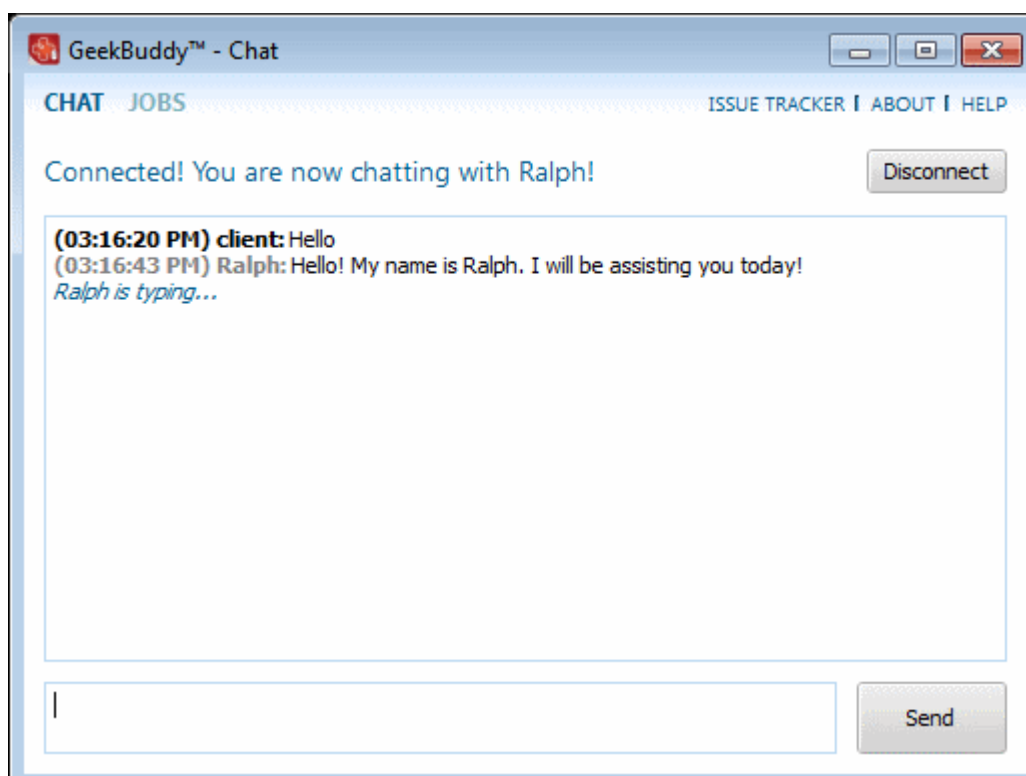 GeekBuddy™ - Chat
CHAT JOBS
ISSUE TRACKER | ABOUT | HELP
Connected! You are now chatting with Ralph!
Disconnect
(03:16:20 PM) client: Hello
(03:16:43 PM) Ralph: Hello! My name is Ralph. I will be assisting you today!
Ralph is typing...
Send